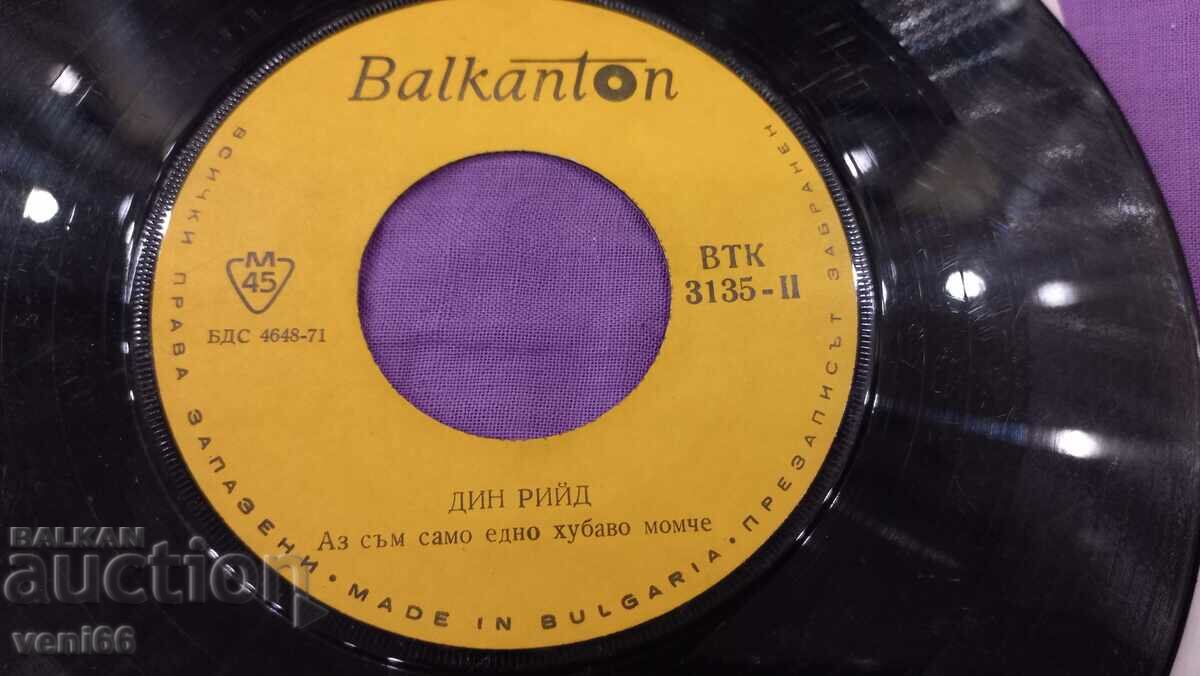 Balkanton
M
45
БДС 4648-71
ВТК
3135-II
ДИН РИЙД
Аз съм само едно хубаво момче
ВСИЧКИ ПРАВА ЗАПАЗЕНИ • MADE IN BULGARIA • ПРЕЗАПИСЪТ ЗАБРАНЕН
BALKAN
auction
veni66